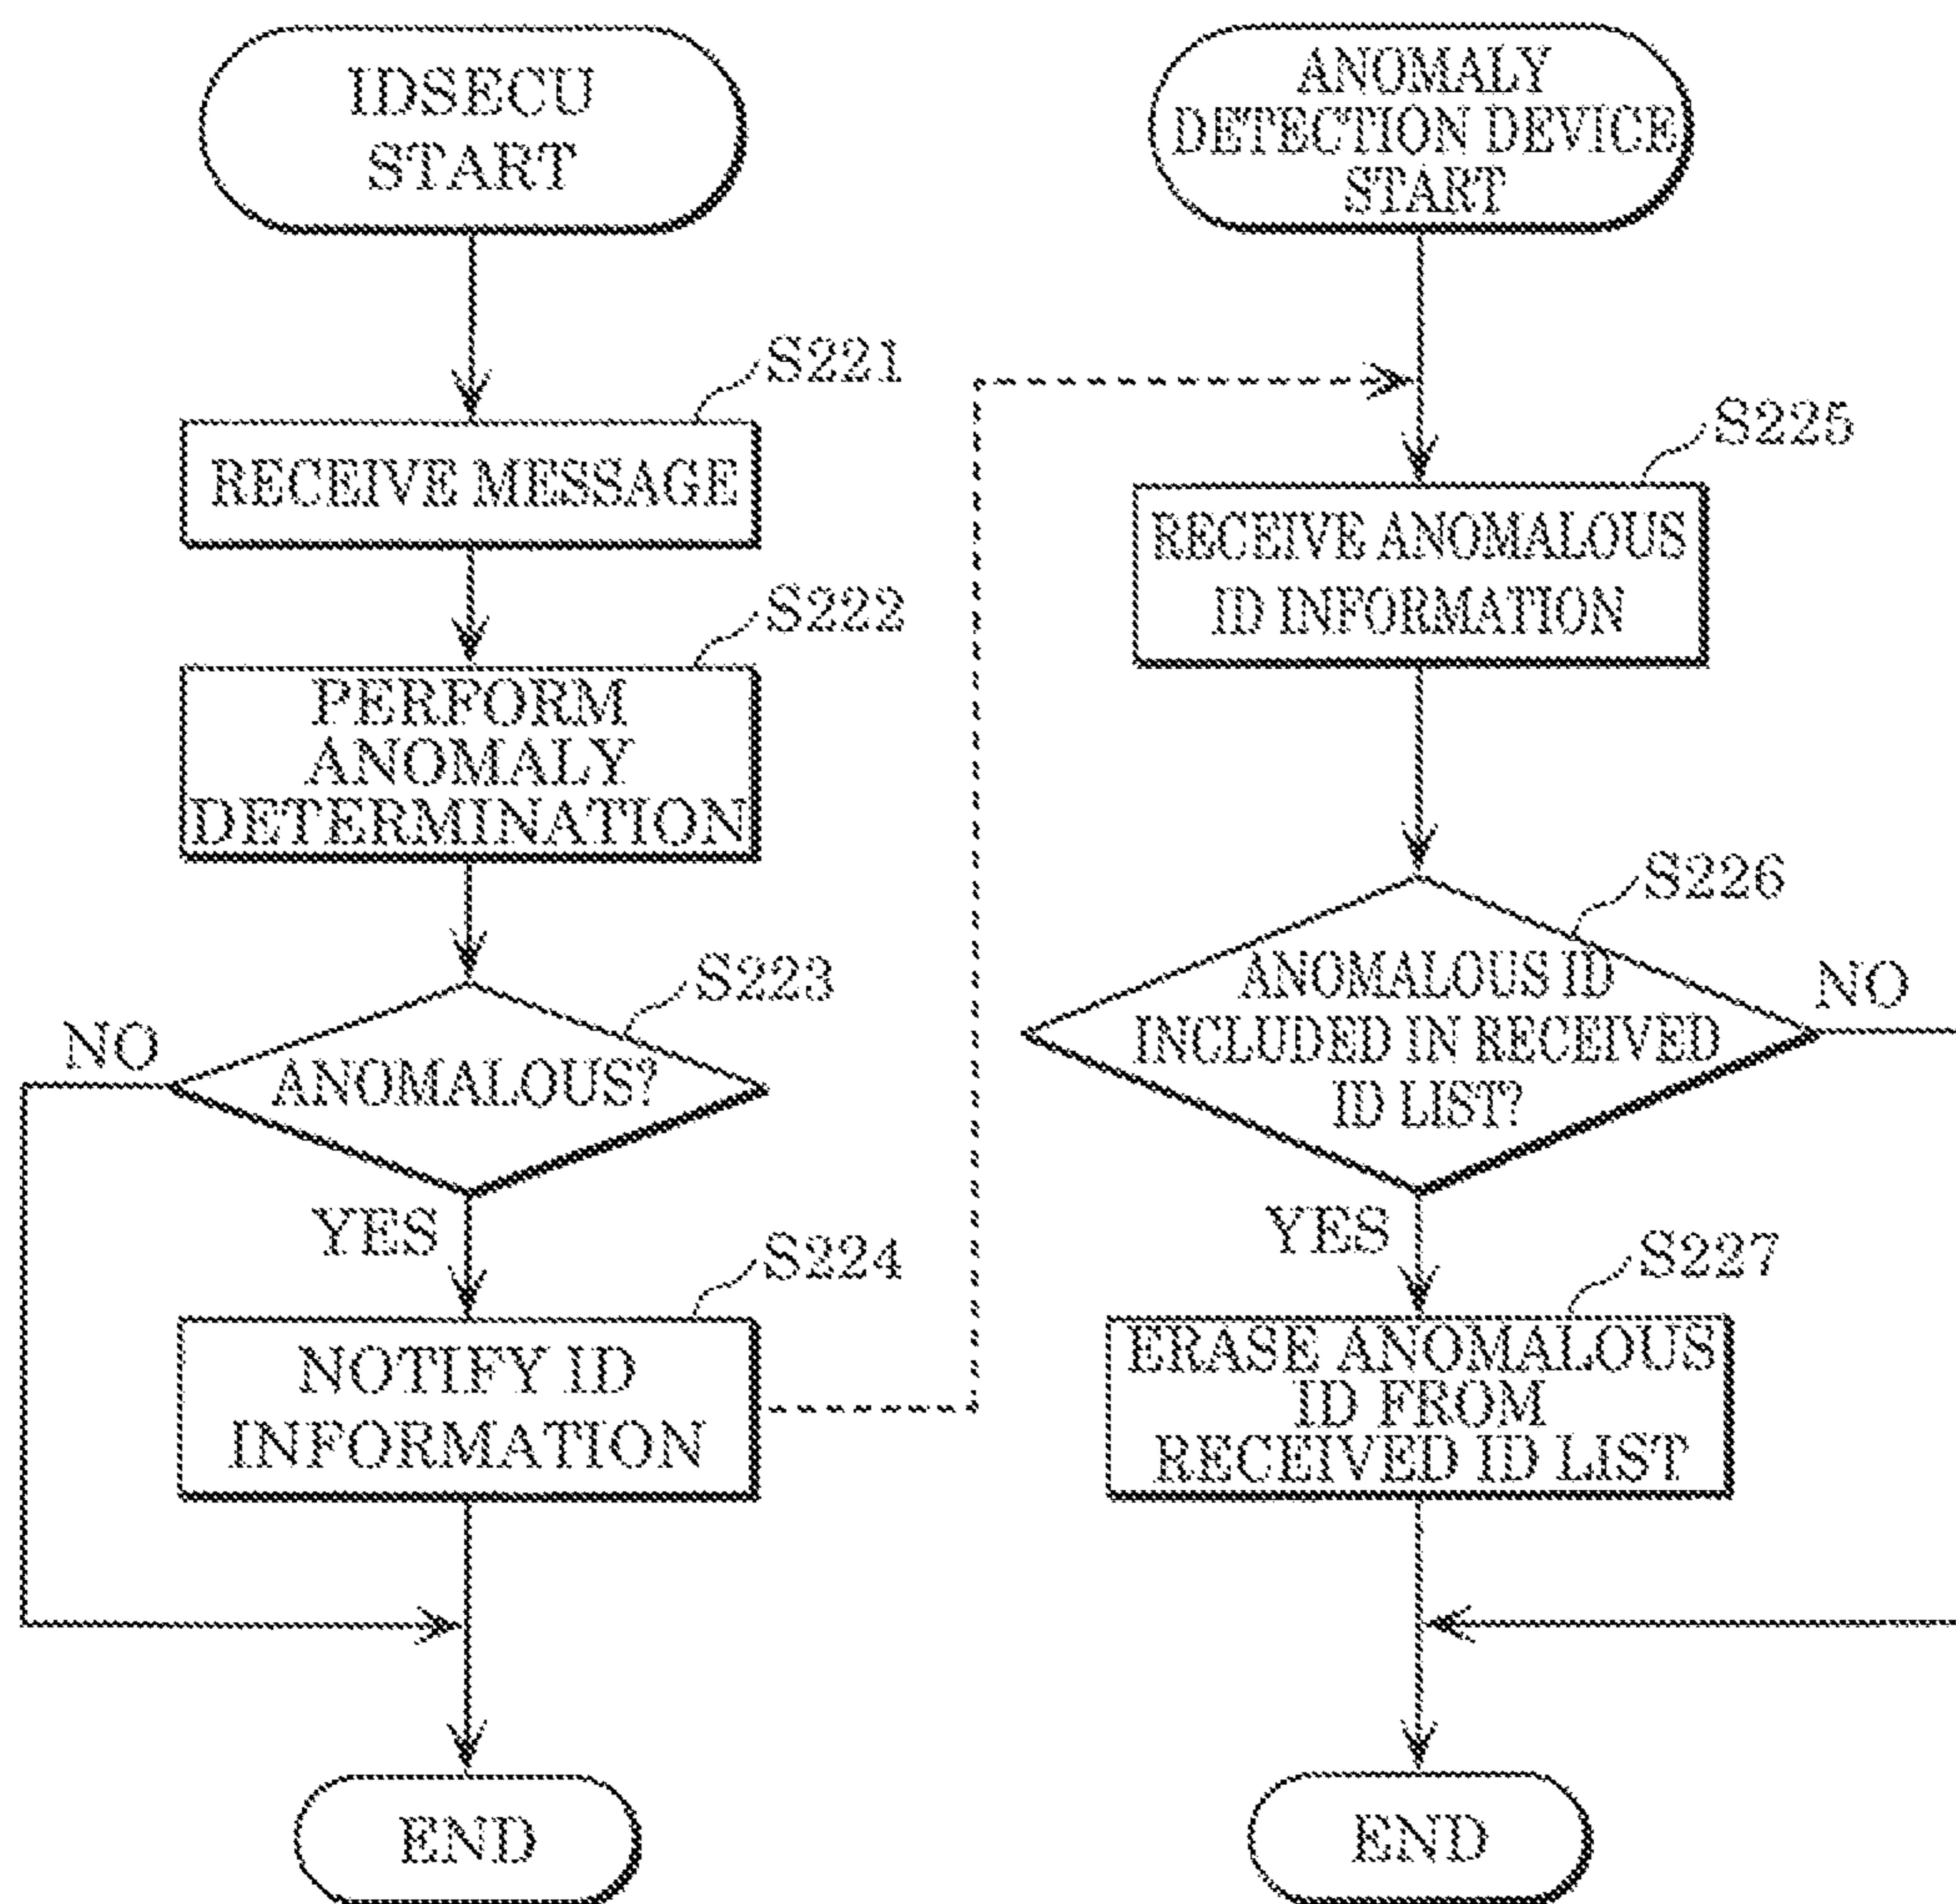 IDSECU
START
S221
RECEIVE MESSAGE
S222
PERFORM
ANOMALY
DETERMINATION
S223
NO
ANOMALOUS?
YES
S224
NOTIFY ID
INFORMATION
END
ANOMALY
DETECTION DEVICE
START
S225
RECEIVE ANOMALOUS
ID INFORMATION
S226
ANOMALOUS ID
INCLUDED IN RECEIVED
ID LIST?
NO
YES
S227
ERASE ANOMALOUS
ID FROM
RECEIVED ID LIST
END